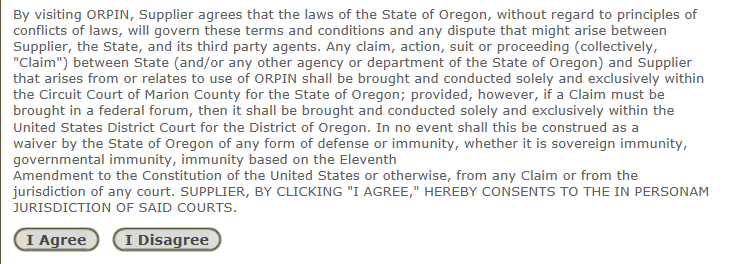 By visiting ORPIN, Supplier agrees that the laws of the State of Oregon, without regard to principles of
conflicts of laws, will govern these terms and conditions and any dispute that might arise between
Supplier, the State, and its third party agents. Any claim, action, suit or proceeding (collectively,
"Claim") between State (and/or any other agency or department of the State of Oregon) and Supplier
that arises from or relates to use of ORPIN shall be brought and conducted solely and exclusively within
the Circuit Court of Marion County for the State of Oregon; provided, however, if a Claim must be
brought in a federal forum, then it shall be brought and conducted solely and exclusively within the
United States District Court for the District of Oregon. In no event shall this be construed as a
waiver by the State of Oregon of any form of defense or immunity, whether it is sovereign immunity,
governmental immunity, immunity based on the Eleventh
Amendment to the Constitution of the United States or otherwise, from any Claim or from the
jurisdiction of any court. SUPPLIER, BY CLICKING "I AGREE," HEREBY CONSENTS TO THE IN PERSONAM
JURISDICTION OF SAID COURTS.
I Agree I Disagree